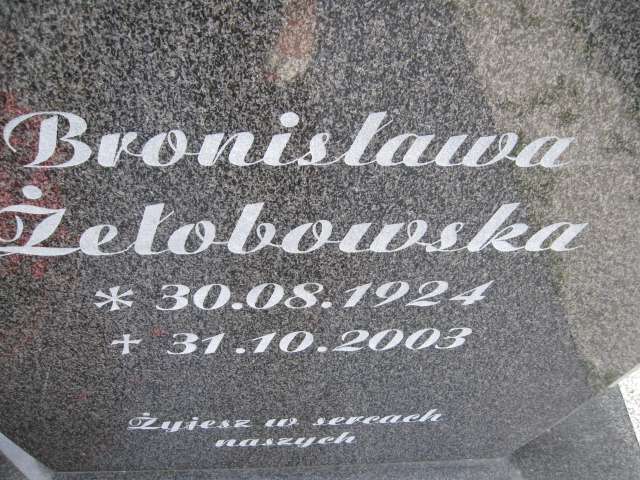 Bronisława
Żełobowska
* 30.08.1924
+ 31.10.2003
Żyjesz w sercach
naszych